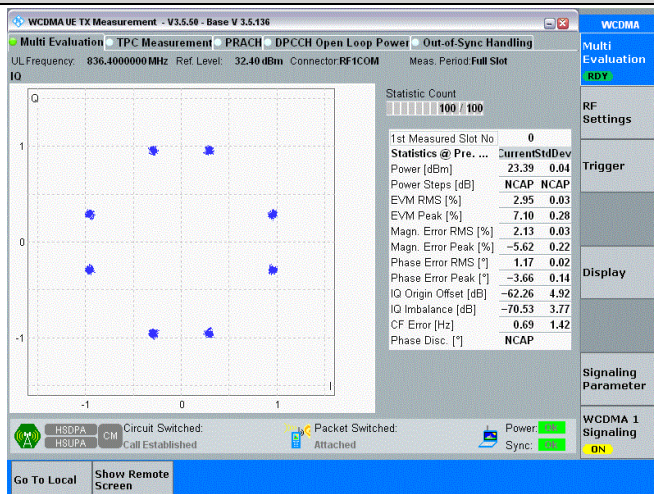 WCDMA UE TX Measurement - V3.5.50 - Base V 3.5.136
WCDMA
Multi Evaluation TPC Measurement PRACH DPCCH Open Loop Power Out-of-Sync Handling
Multi Evaluation
RDY
UL Frequency: 836.4000000 MHz Ref. Level: 32.40 dBm Connector: RF1COM Meas. Period: Full Slot
IQ
Q
Statistic Count
100 / 100
RF Settings
1st Measured Slot No 0
Statistics @ Pre. ... Current StdDev
Power [dBm] 23.39 0.04
Power Steps [dB] NCAP NCAP
EVM RMS [%] 2.95 0.03
EVM Peak [%] 7.10 0.28
Magn. Error RMS [%] 2.13 0.03
Magn. Error Peak [%] -5.62 0.22
Phase Error RMS [°] 1.17 0.02
Phase Error Peak [°] -3.66 0.14
IQ Origin Offset [dB] -62.26 4.92
IQ Imbalance [dB] -70.53 3.77
CF Error [Hz] 0.69 1.42
Phase Disc. [°] NCAP
Trigger
Display
1
0
-1
-1 0 1
I
Signaling Parameter
HSDPA
HSUPA
CM
Circuit Switched:
Call Established
Packet Switched:
Attached
Power: OK
Sync: OK
WCDMA 1 Signaling
ON
Go To Local
Show Remote Screen